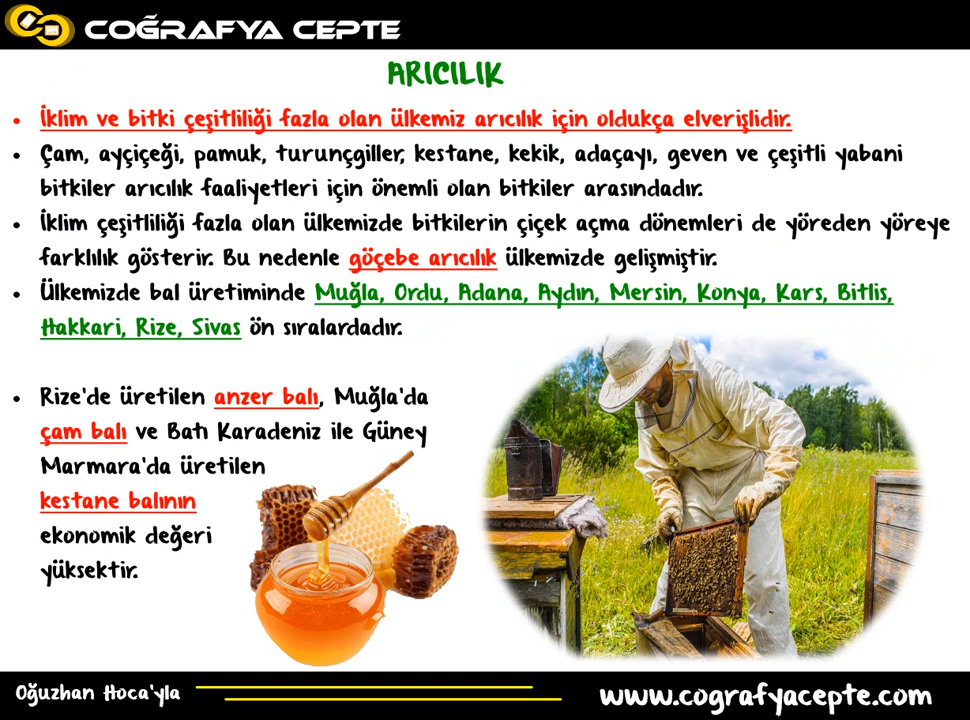 COĞRAFYA CEPTE
ARICILIK
• İklim ve bitki çeşitliliği fazla olan ülkemiz arıcılık için oldukça elverişlidir.
• Çam, ayçiçeği, pamuk, turunçgiller, kestane, kekik, adaçayı, geven ve çeşitli yabani
bitkiler arıcılık faaliyetleri için önemli olan bitkiler arasındadır.
• İklim çeşitliliği fazla olan ülkemizde bitkilerin çiçek açma dönemleri de yöreden yöreye
farklılık gösterir. Bu nedenle göçebe arıcılık ülkemizde gelişmiştir.
• Ülkemizde bal üretiminde Muğla, Ordu, Adana, Aydın, Mersin, Konya, Kars, Bitlis,
Hakkari, Rize, Sivas ön sıralardadır.
• Rize'de üretilen anzer balı, Muğla'da
çam balı ve Batı Karadeniz ile Güney
Marmara'da üretilen
kestane balının
ekonomik değeri
yüksektir.
Oğuzhan Hoca'yla
www.cografyacepte.com